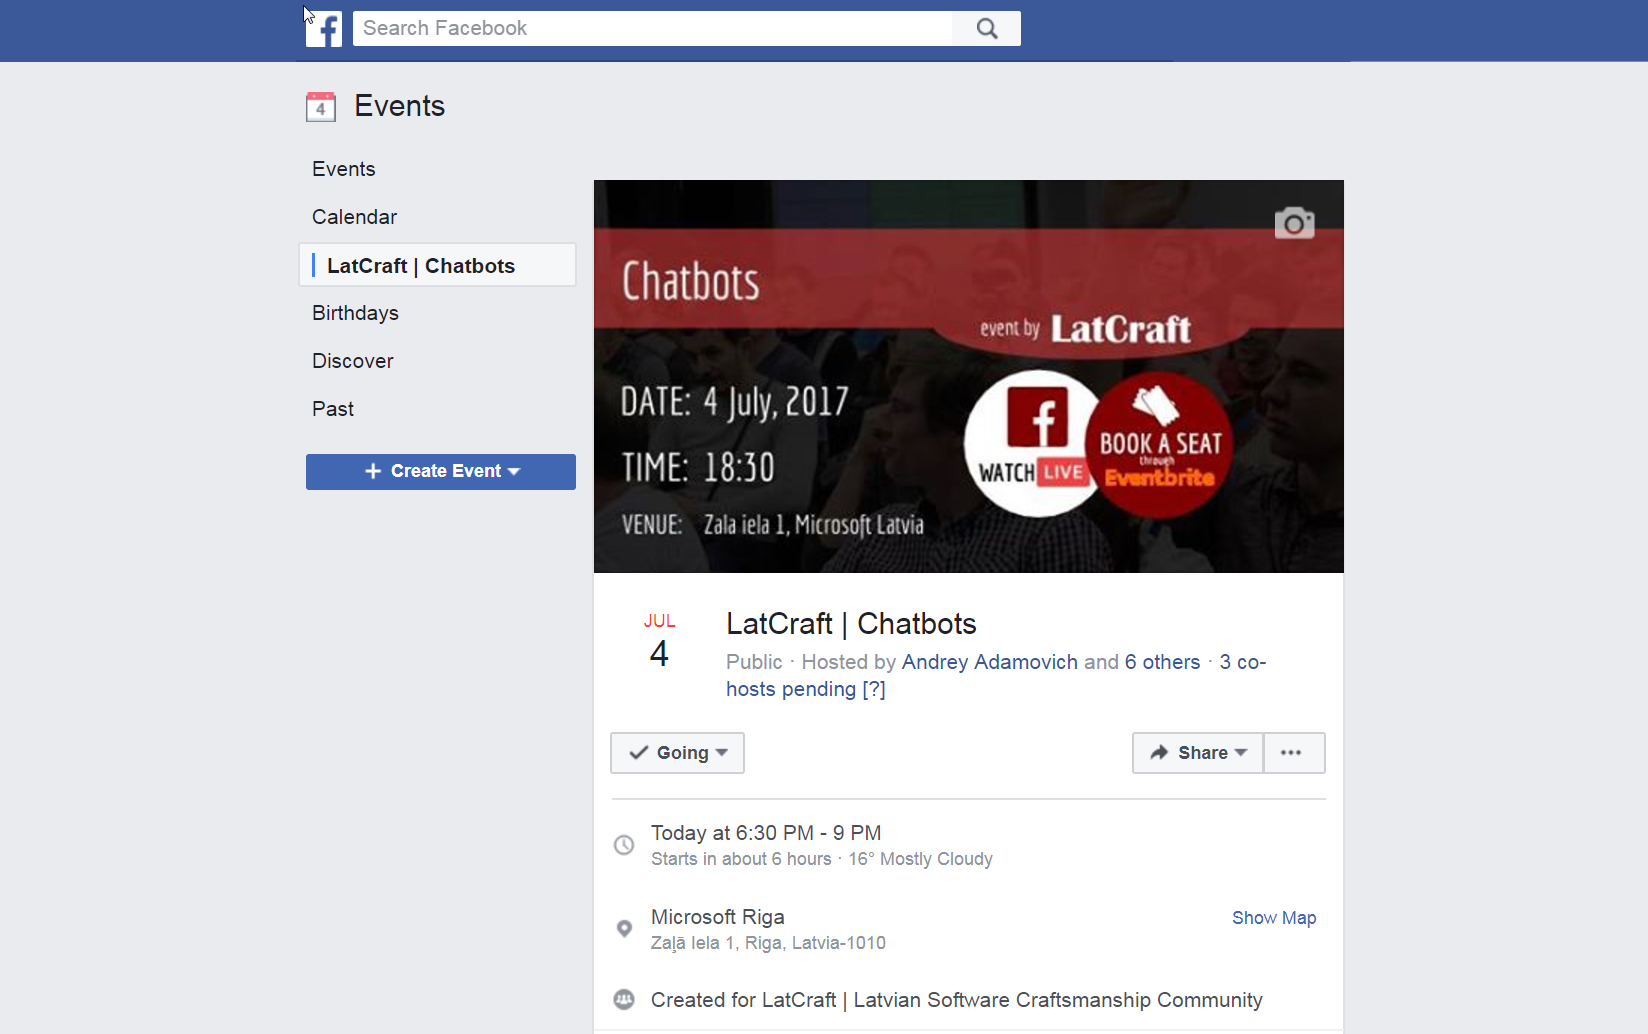 Search Facebook
4 Events
Events
Calendar
LatCraft | Chatbots
Birthdays
Discover
Past
+ Create Event
Chatbots
event by LatCraft
DATE: 4 July, 2017
TIME: 18:30
VENUE: Zala iela 1, Microsoft Latvia
WATCH LIVE
BOOK A SEAT
through
Eventbrite
JUL
4
LatCraft | Chatbots
Public · Hosted by Andrey Adamovich and 6 others · 3 co-
hosts pending [?]
Going
Share
Today at 6:30 PM - 9 PM
Starts in about 6 hours · 16° Mostly Cloudy
Microsoft Riga
Show Map
Zaļā Iela 1, Riga, Latvia-1010
Created for LatCraft | Latvian Software Craftsmanship Community